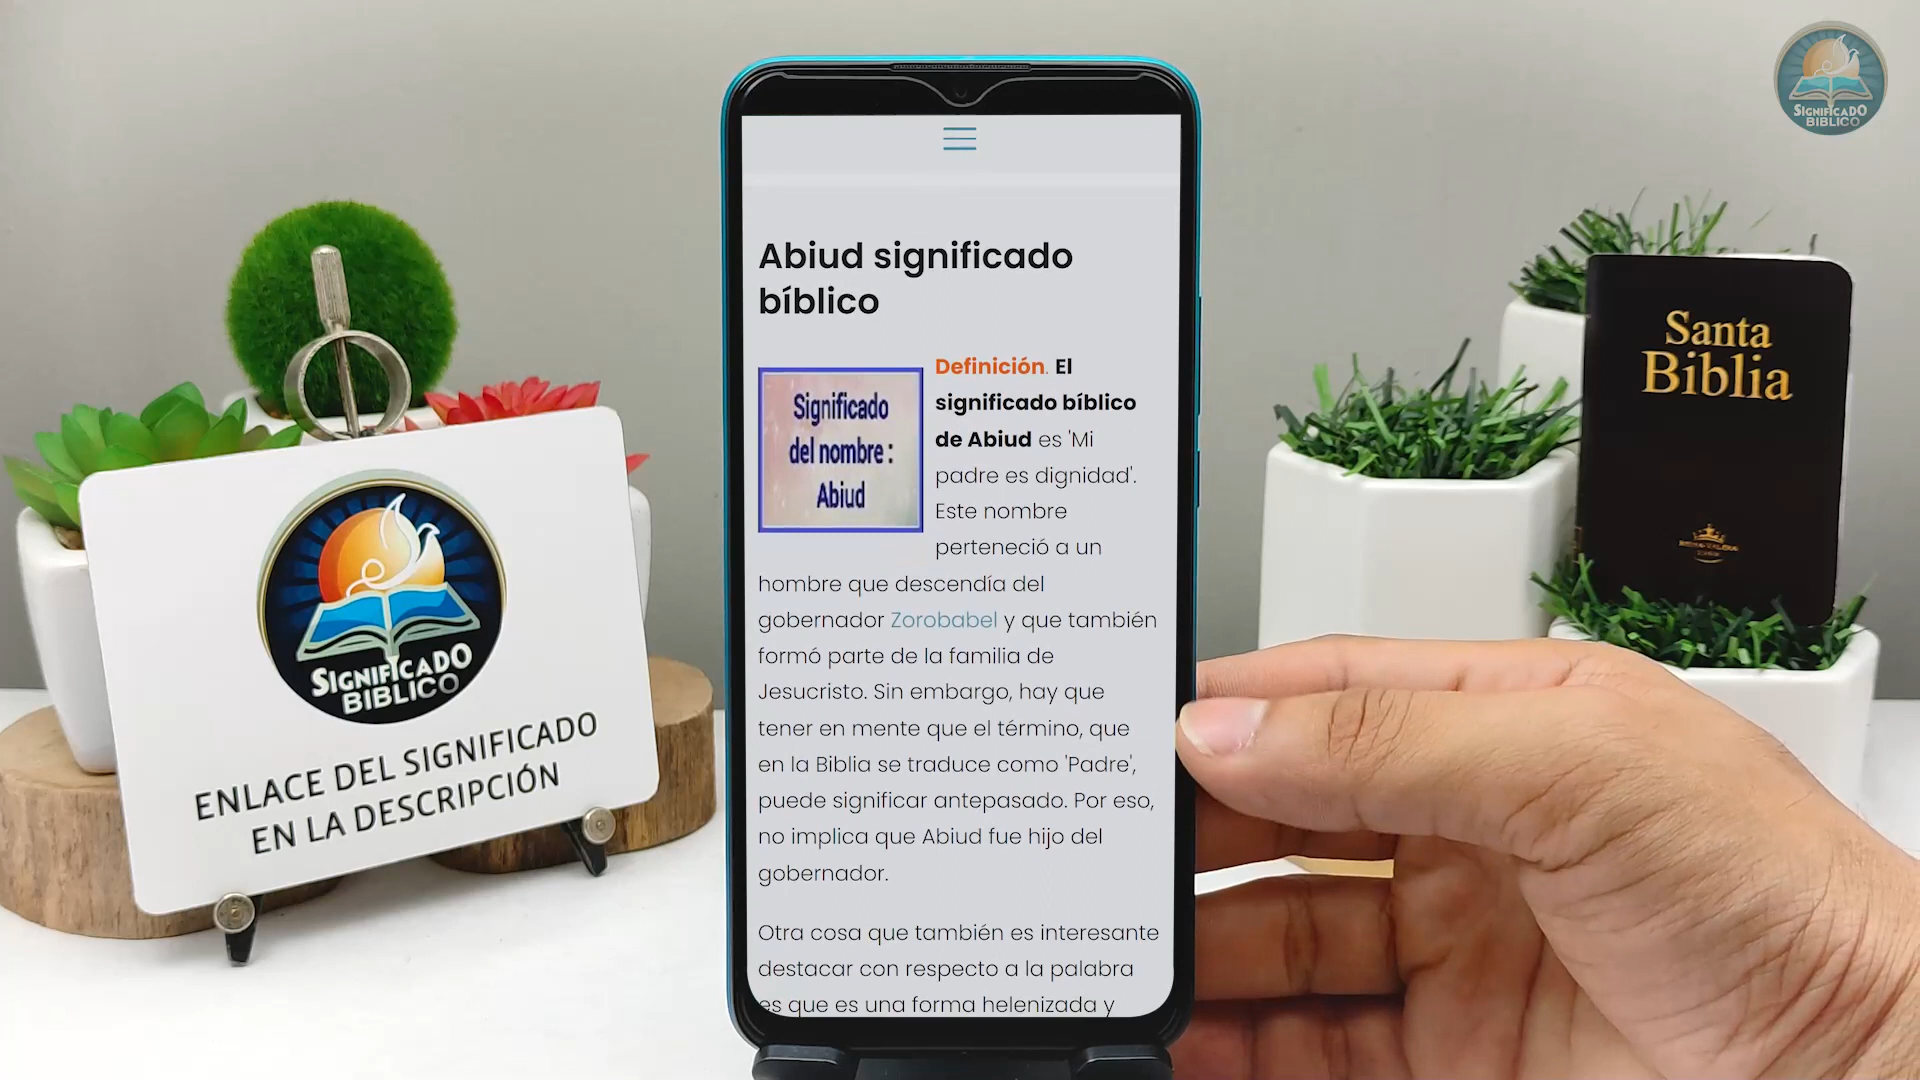 SIGNIFICADO
BIBLICO
Abiud significado
bíblico
Significado
del nombre :
Abiud
Definición. El
significado bíblico
de Abiud es 'Mi
padre es dignidad'.
Este nombre
perteneció a un
hombre que descendía del
gobernador Zorobabel y que también
formó parte de la familia de
Jesucristo. Sin embargo, hay que
tener en mente que el término, que
en la Biblia se traduce como 'Padre',
puede significar antepasado. Por eso,
no implica que Abiud fue hijo del
gobernador.
Otra cosa que también es interesante
destacar con respecto a la palabra
es que es una forma helenizada y
SIGNIFICADO
BIBLICO
ENLACE DEL SIGNIFICADO
EN LA DESCRIPCIÓN
Santa
Biblia